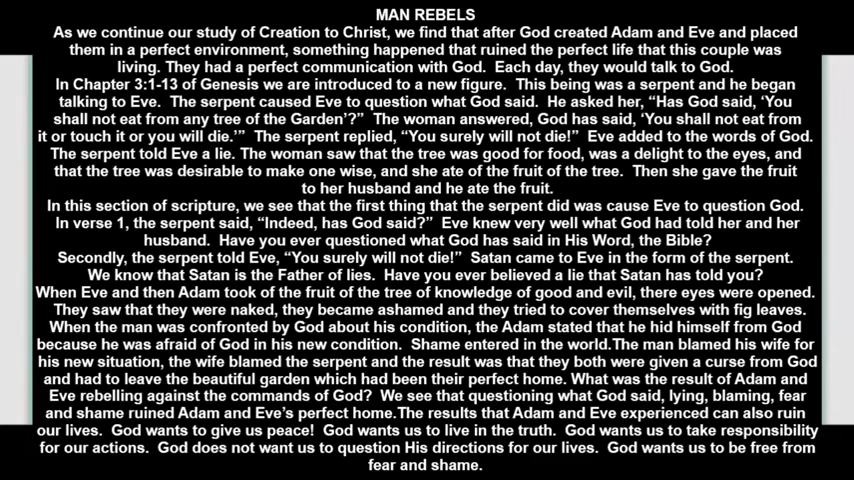 MAN REBELS
As we continue our study of Creation to Christ, we find that after God created Adam and Eve and placed
them in a perfect environment, something happened that ruined the perfect life that this couple was
living. They had a perfect communication with God.  Each day, they would talk to God.
In Chapter 3:1-13 of Genesis we are introduced to a new figure.  This being was a serpent and he began
talking to Eve.  The serpent caused Eve to question what God said.  He asked her, “Has God said, ‘You
shall not eat from any tree of the Garden’?”  The woman answered, God has said, ‘You shall not eat from
it or touch it or you will die.’”  The serpent replied, “You surely will not die!”  Eve added to the words of God.
The serpent told Eve a lie. The woman saw that the tree was good for food, was a delight to the eyes, and
that the tree was desirable to make one wise, and she ate of the fruit of the tree.  Then she gave the fruit
to her husband and he ate the fruit.
In this section of scripture, we see that the first thing that the serpent did was cause Eve to question God.
In verse 1, the serpent said, “Indeed, has God said?”  Eve knew very well what God had told her and her
husband.  Have you ever questioned what God has said in His Word, the Bible?
Secondly, the serpent told Eve, “You surely will not die!”  Satan came to Eve in the form of the serpent.
We know that Satan is the Father of lies.  Have you ever believed a lie that Satan has told you?
When Eve and then Adam took of the fruit of the tree of knowledge of good and evil, there eyes were opened.
They saw that they were naked, they became ashamed and they tried to cover themselves with fig leaves.
When the man was confronted by God about his condition, the Adam stated that he hid himself from God
because he was afraid of God in his new condition.  Shame entered in the world.The man blamed his wife for
his new situation, the wife blamed the serpent and the result was that they both were given a curse from God
and had to leave the beautiful garden which had been their perfect home. What was the result of Adam and
Eve rebelling against the commands of God?  We see that questioning what God said, lying, blaming, fear
and shame ruined Adam and Eve’s perfect home.The results that Adam and Eve experienced can also ruin
our lives.  God wants to give us peace!  God wants us to live in the truth.  God wants us to take responsibility
for our actions.  God does not want us to question His directions for our lives.  God wants us to be free from
fear and shame.